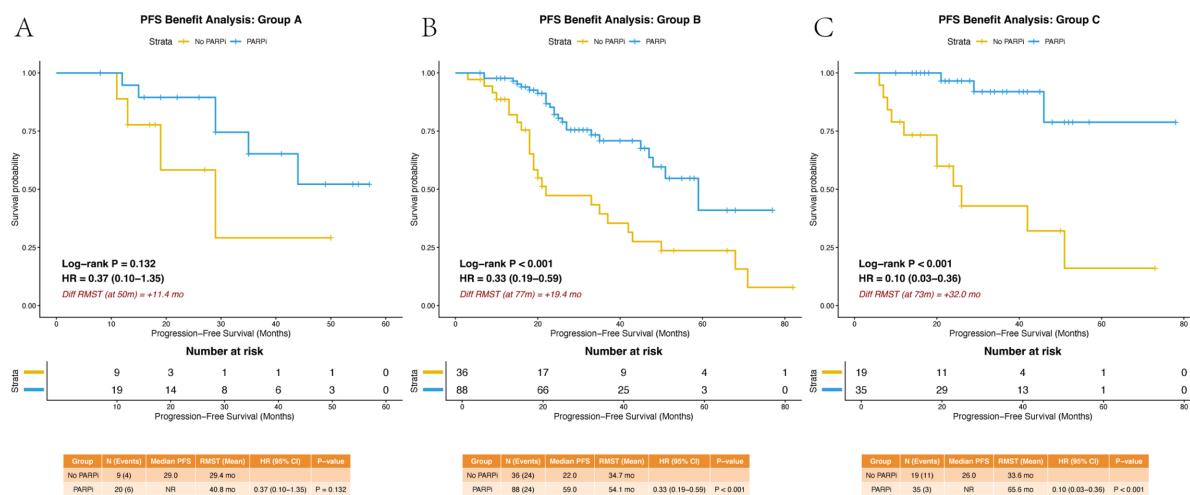 A
PFS Benefit Analysis: Group A
Strata No PARPi PARPi
Survival probability
1.00
0.75
0.50
0.25
0.00
Log-rank P = 0.132
HR = 0.37 (0.10-1.35)
Diff RMST (at 50m) = +11.4 mo
0 10 20 30 40 50 60
Progression-Free Survival (Months)
Number at risk
Strata
9 3 1 1 1 0
19 14 8 6 3 0
10 20 30 40 50 60
Progression-Free Survival (Months)
Group N (Events) Median PFS RMST (Mean) HR (95% CI) P-value
No PARPi 9 (4) 29.0 29.4 mo
PARPi 20 (6) NR 40.8 mo 0.37 (0.10-1.35) P = 0.132
B
PFS Benefit Analysis: Group B
Strata No PARPi PARPi
Survival probability
1.00
0.75
0.50
0.25
0.00
Log-rank P < 0.001
HR = 0.33 (0.19-0.59)
Diff RMST (at 77m) = +19.4 mo
0 20 40 60 80
Progression-Free Survival (Months)
Number at risk
Strata
36 17 9 4 1
88 66 25 3 0
0 20 40 60 80
Progression-Free Survival (Months)
Group N (Events) Median PFS RMST (Mean) HR (95% CI) P-value
No PARPi 36 (24) 22.0 34.7 mo
PARPi 88 (24) 59.0 54.1 mo 0.33 (0.19-0.59) P < 0.001
C
PFS Benefit Analysis: Group C
Strata No PARPi PARPi
Survival probability
1.00
0.75
0.50
0.25
0.00
Log-rank P < 0.001
HR = 0.10 (0.03-0.36)
Diff RMST (at 73m) = +32.0 mo
0 20 40 60 80
Progression-Free Survival (Months)
Number at risk
Strata
19 11 4 1 0
35 29 13 1 0
0 20 40 60 80
Progression-Free Survival (Months)
Group N (Events) Median PFS RMST (Mean) HR (95% CI) P-value
No PARPi 19 (11) 26.0 33.6 mo
PARPi 35 (3) NR 65.6 mo 0.10 (0.03-0.36) P < 0.001